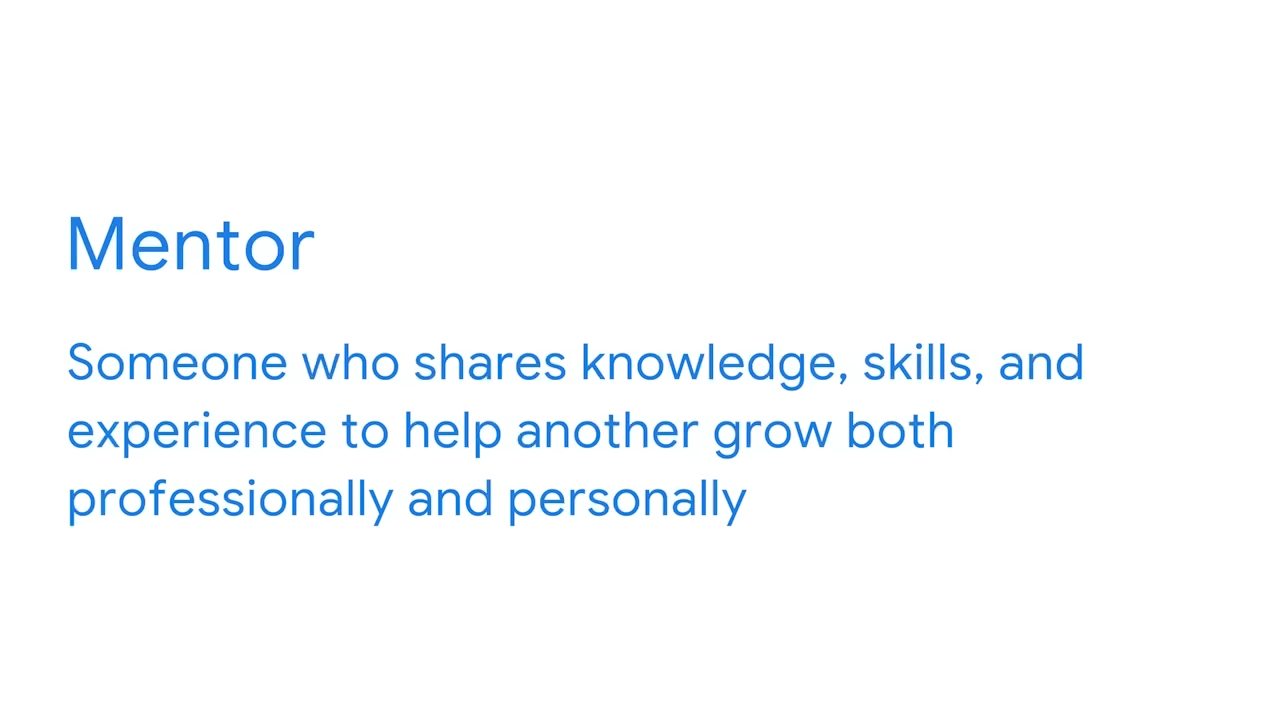 Mentor
Someone who shares knowledge, skills, and
experience to help another grow both
professionally and personally